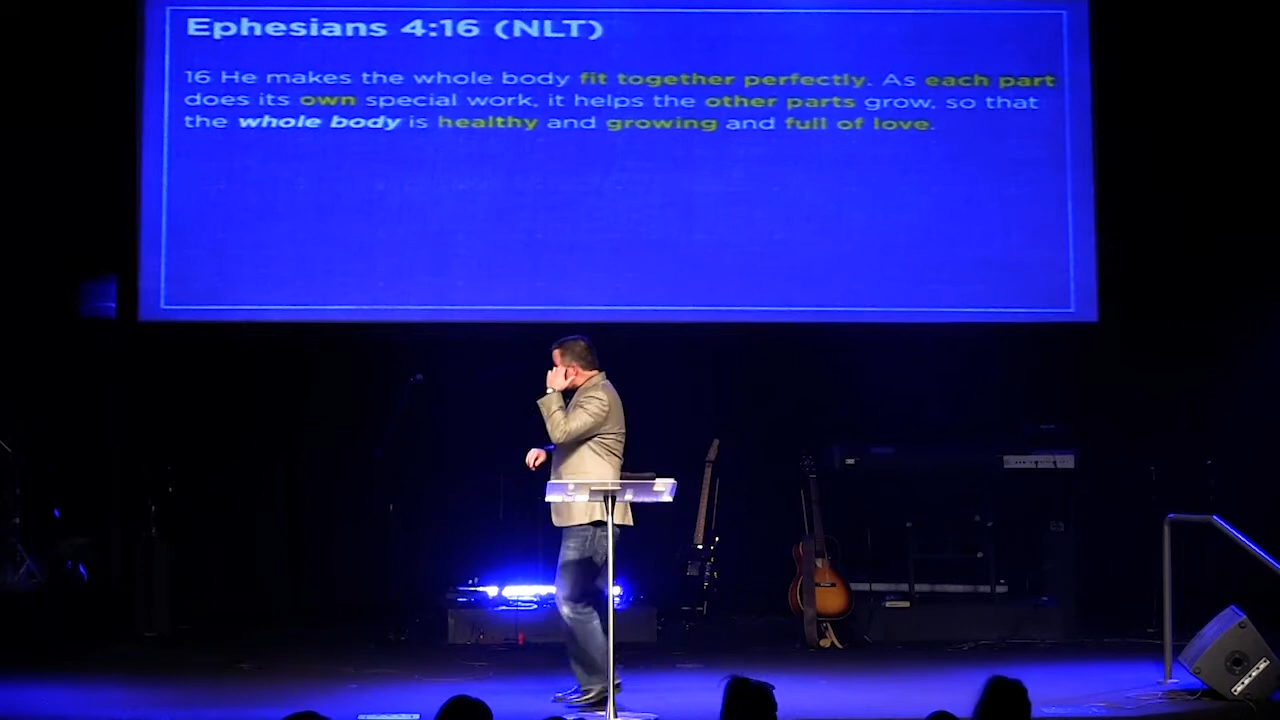 Ephesians 4:16 (NLT)
16 He makes the whole body fit together perfectly. As each part
does its own special work, it helps the other parts grow, so that
the whole body is healthy and growing and full of love.